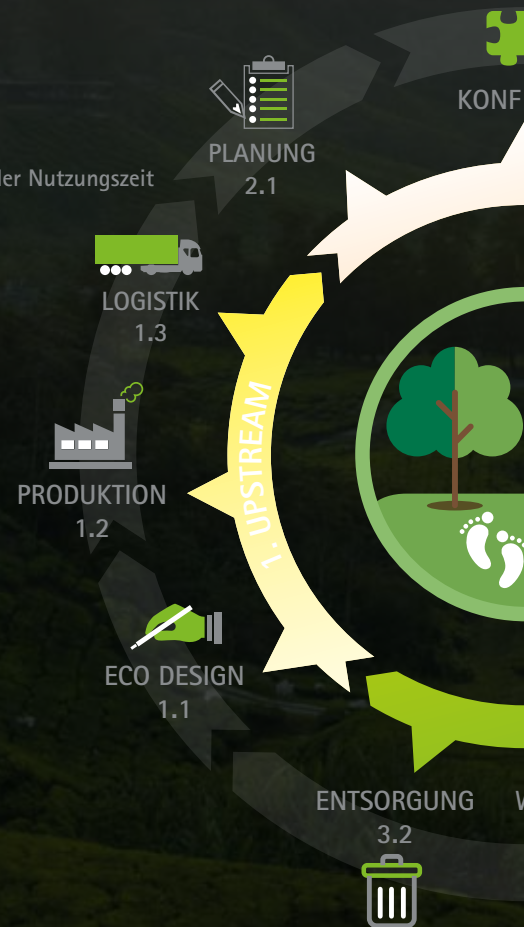 KONF
PLANUNG
2.1
der Nutzungszeit
LOGISTIK
1.3
1. UPSTREAM
PRODUKTION
1.2
ECO DESIGN
1.1
ENTSORGUNG
3.2